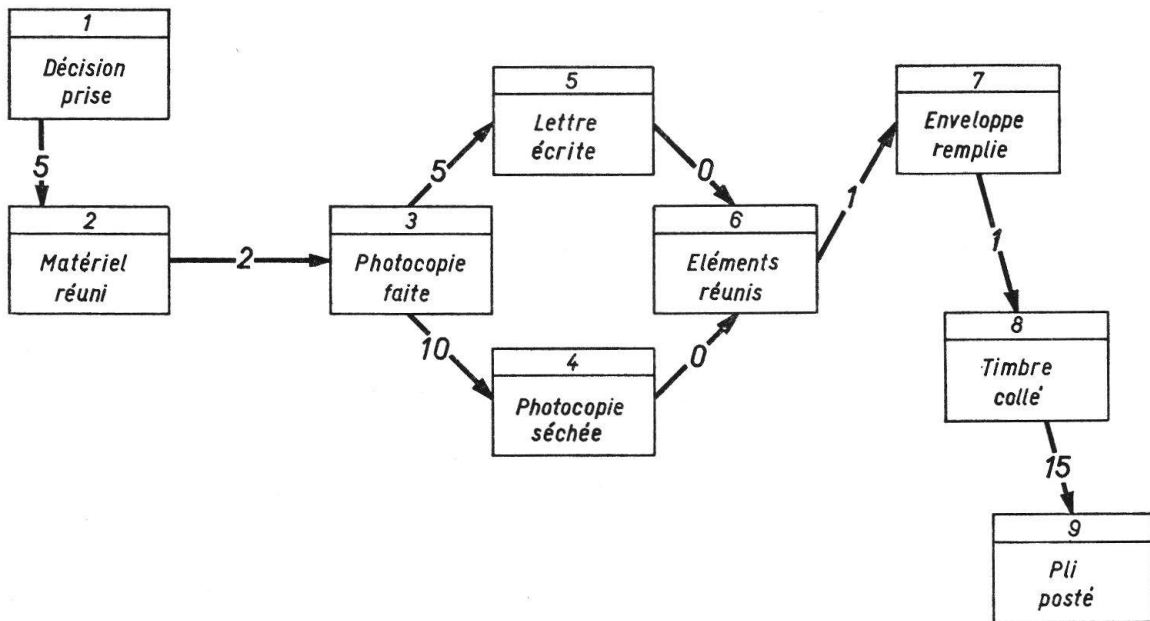 1
Décision
prise
5
2
Matériel
réuni
2
3
Photocopie
faite
5
10
5
Lettre
écrite
0
4
Photocopie
séchée
0
6
Eléments
réunis
1
7
Enveloppe
remplie
1
8
Timbre
collé
15
9
Pli
posté